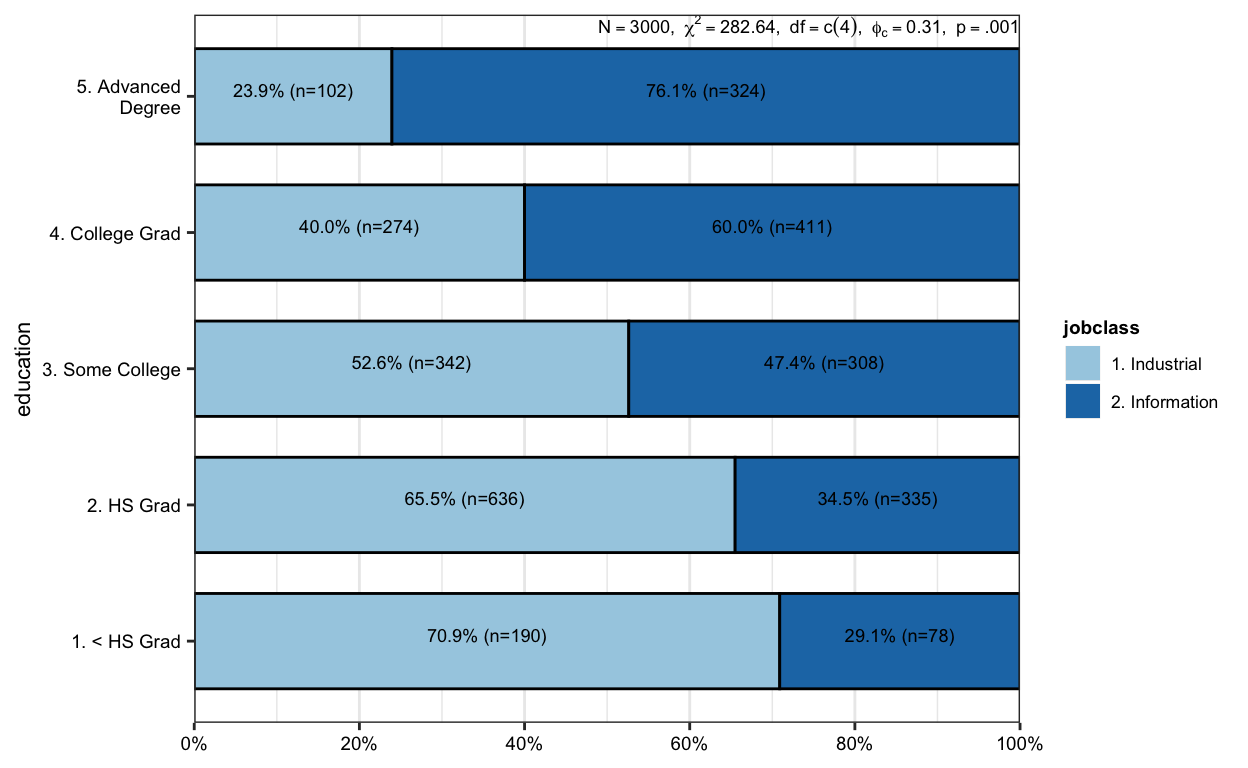 N = 3000, χ2 = 282.64, df = c(4), ϕc = 0.31, p = .001
5. Advanced
Degree
23.9% (n=102)
76.1% (n=324)
4. College Grad
40.0% (n=274)
60.0% (n=411)
education
3. Some College
52.6% (n=342)
47.4% (n=308)
2. HS Grad
65.5% (n=636)
34.5% (n=335)
1. < HS Grad
70.9% (n=190)
29.1% (n=78)
0%
20%
40%
60%
80%
100%
jobclass
1. Industrial
2. Information